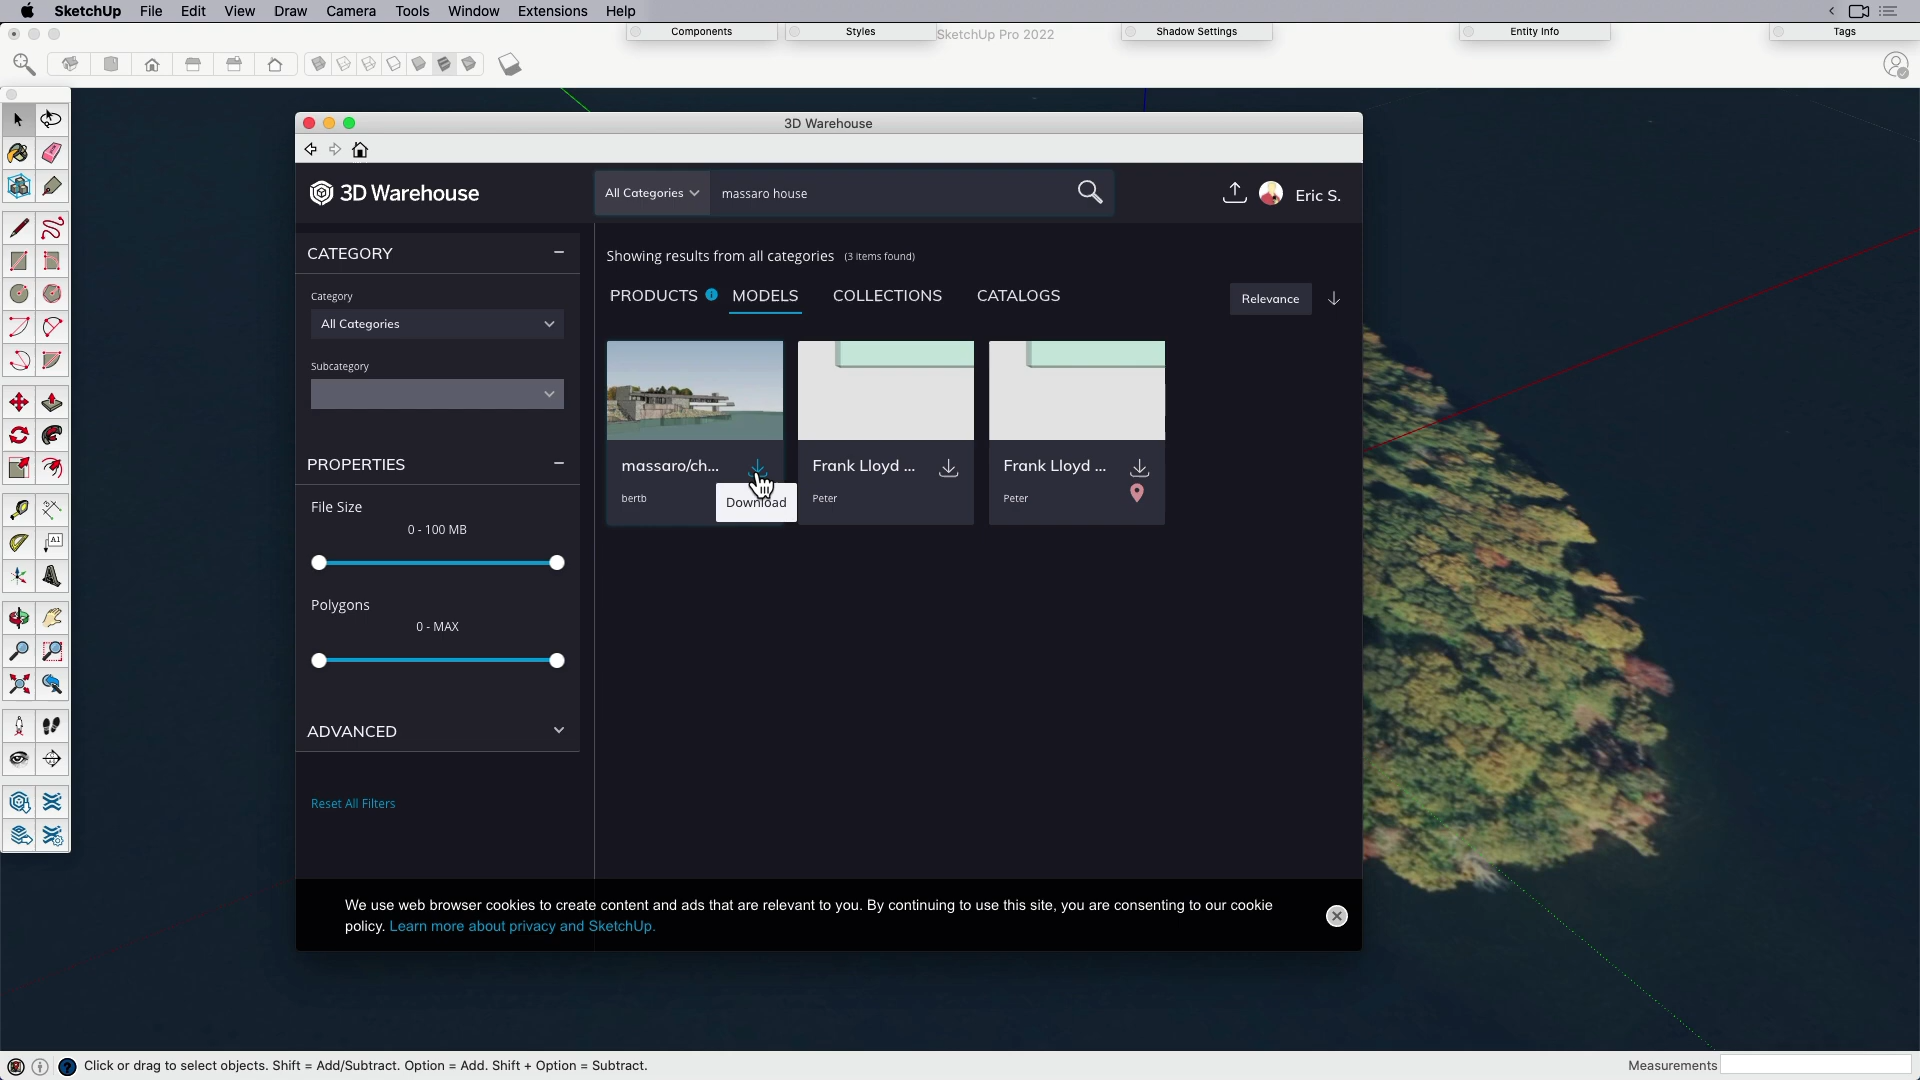 SketchUp File Edit View Draw Camera Tools Window Extensions Help
Components
Styles
SketchUp Pro 2022
Shadow Settings
Entity Info
Tags
3D Warehouse
3D Warehouse
All Categories
massaro house
Eric S.
CATEGORY
Category
All Categories
Subcategory
PROPERTIES
File Size
0 - 100 MB
Polygons
0 - MAX
ADVANCED
Reset All Filters
Showing results from all categories (3 items found)
PRODUCTS MODELS COLLECTIONS CATALOGS
Relevance
massaro/ch...
bertb
Download
Frank Lloyd ...
Peter
Frank Lloyd ...
Peter
We use web browser cookies to create content and ads that are relevant to you. By continuing to use this site, you are consenting to our cookie
policy. Learn more about privacy and SketchUp.
A1
Click or drag to select objects. Shift = Add/Subtract. Option = Add. Shift + Option = Subtract.
Measurements